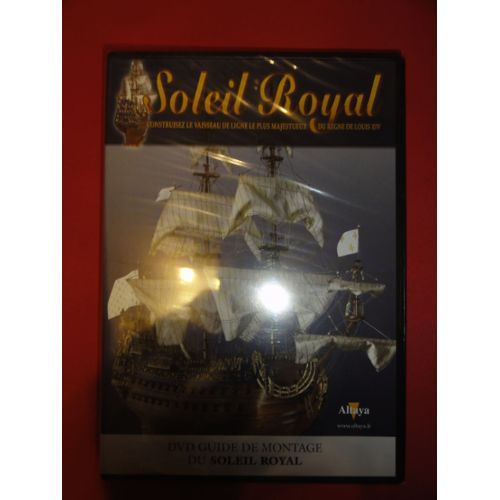 Soleil Royal
CONSTRUISEZ LE VAISSEAU DE LIGNE LE PLUS MAJESTUEUX DU REGNE DE LOUIS XIV
Altaya
www.altaya.fr
DVD GUIDE DE MONTAGE
DU SOLEIL ROYAL